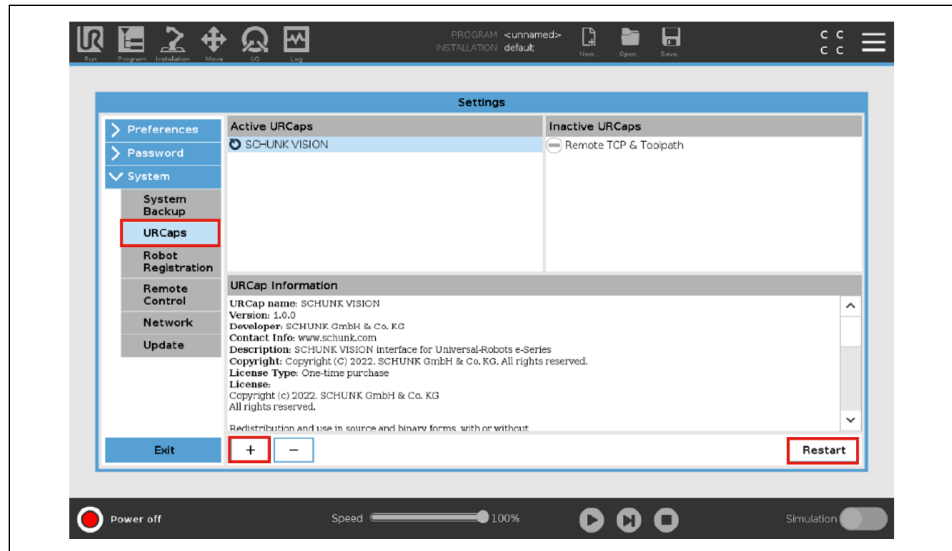 PROGRAM <unnamed>
INSTALLATION default
Run Program Installation Move I/O Log New... Open... Save...
C C
C C
Settings
Preferences
Password
System
System
Backup
URCaps
Robot
Registration
Remote
Control
Network
Update
Exit
Active URCaps
SCHUNK VISION
Inactive URCaps
Remote TCP & Toolpath
URCap Information
URCap name: SCHUNK VISION
Version: 1.0.0
Developer: SCHUNK GmbH & Co. KG
Contact Info: www.schunk.com
Description: SCHUNK VISION interface for Universal-Robots e-Series
Copyright: Copyright (C) 2022. SCHUNK GmbH & Co. KG. All rights reserved.
License Type: One-time purchase
License:
Copyright (c) 2022. SCHUNK GmbH & Co. KG
All rights reserved.
Redistribution and use in source and binary forms, with or without
+ −
Restart
Power off
Speed 100%
Simulation